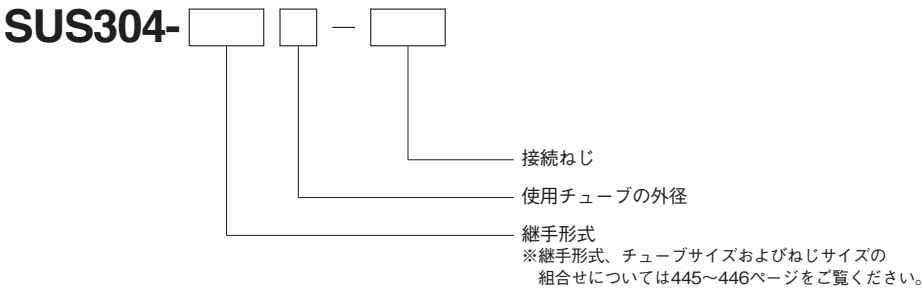 SUS304- －
接続ねじ
使用チューブの外径
継手形式
※継手形式、チューブサイズおよびねじサイズの
組合せについては445〜446ページをご覧ください。